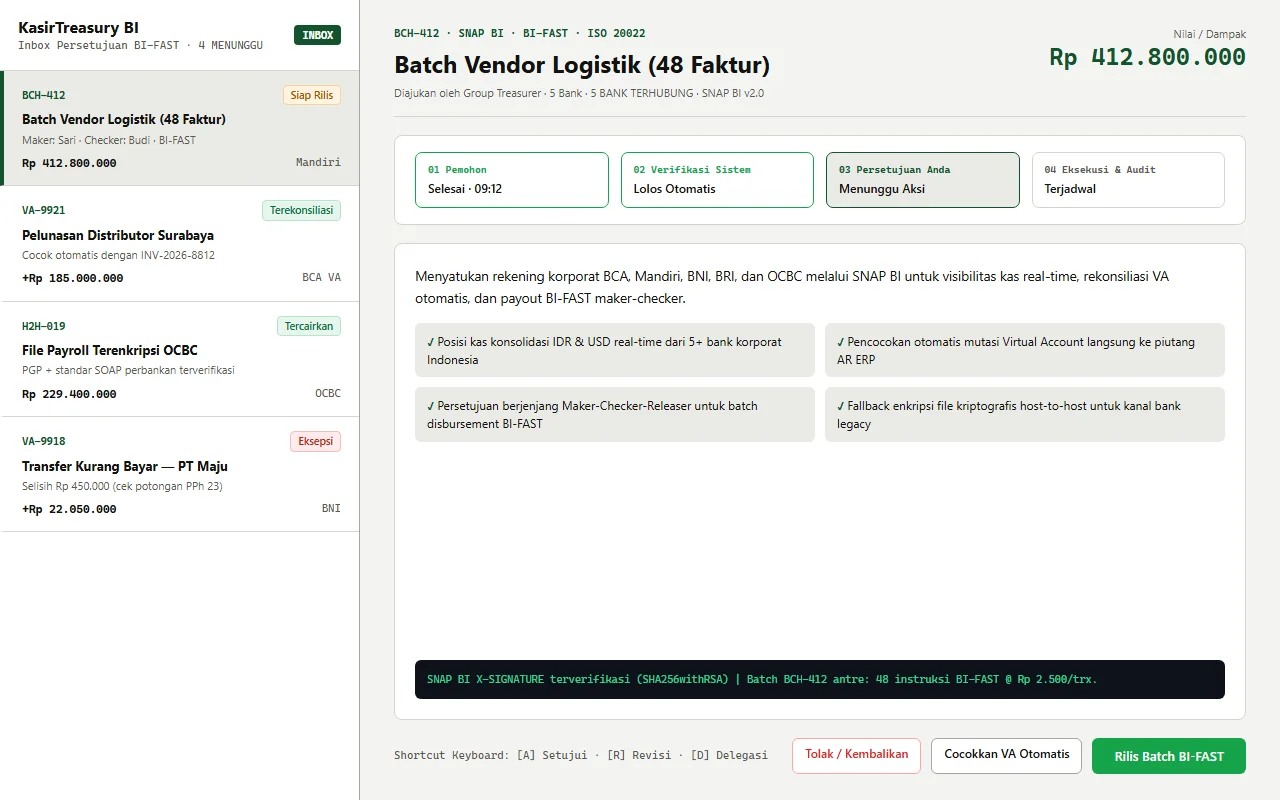 KasirTreasury BI
Inbox Persetujuan BI-FAST · 4 MENUNGGU
INBOX
BCH-412
Siap Rilis
Batch Vendor Logistik (48 Faktur)
Maker: Sari · Checker: Budi · BI-FAST
Rp 412.800.000
Mandiri
VA-9921
Terekonsiliasi
Pelunasan Distributor Surabaya
Cocok otomatis dengan INV-2026-8812
+Rp 185.000.000
BCA VA
H2H-019
Tercairkan
File Payroll Terenkripsi OCBC
PGP + standar SOAP perbankan terverifikasi
Rp 229.400.000
OCBC
VA-9918
Eksepsi
Transfer Kurang Bayar — PT Maju
Selisih Rp 450.000 (cek potongan PPh 23)
+Rp 22.050.000
BNI
BCH-412 · SNAP BI · BI-FAST · ISO 20022
Batch Vendor Logistik (48 Faktur)
Diajukan oleh Group Treasurer · 5 Bank · 5 BANK TERHUBUNG · SNAP BI v2.0
Nilai / Dampak
Rp 412.800.000
01 Pemohon
Selesai · 09:12
02 Verifikasi Sistem
Lolos Otomatis
03 Persetujuan Anda
Menunggu Aksi
04 Eksekusi & Audit
Terjadwal
Menyatukan rekening korporat BCA, Mandiri, BNI, BRI, dan OCBC melalui SNAP BI untuk visibilitas kas real-time, rekonsiliasi VA
otomatis, dan payout BI-FAST maker-checker.
✓ Posisi kas konsolidasi IDR & USD real-time dari 5+ bank korporat
Indonesia
✓ Pencocokan otomatis mutasi Virtual Account langsung ke piutang
AR ERP
✓ Persetujuan berjenjang Maker-Checker-Releaser untuk batch
disbursement BI-FAST
✓ Fallback enkripsi file kriptografis host-to-host untuk kanal bank
legacy
SNAP BI X-SIGNATURE terverifikasi (SHA256withRSA) | Batch BCH-412 antre: 48 instruksi BI-FAST @ Rp 2.500/trx.
Shortcut Keyboard: [A] Setujui · [R] Revisi · [D] Delegasi
Tolak / Kembalikan
Cocokkan VA Otomatis
Rilis Batch BI-FAST